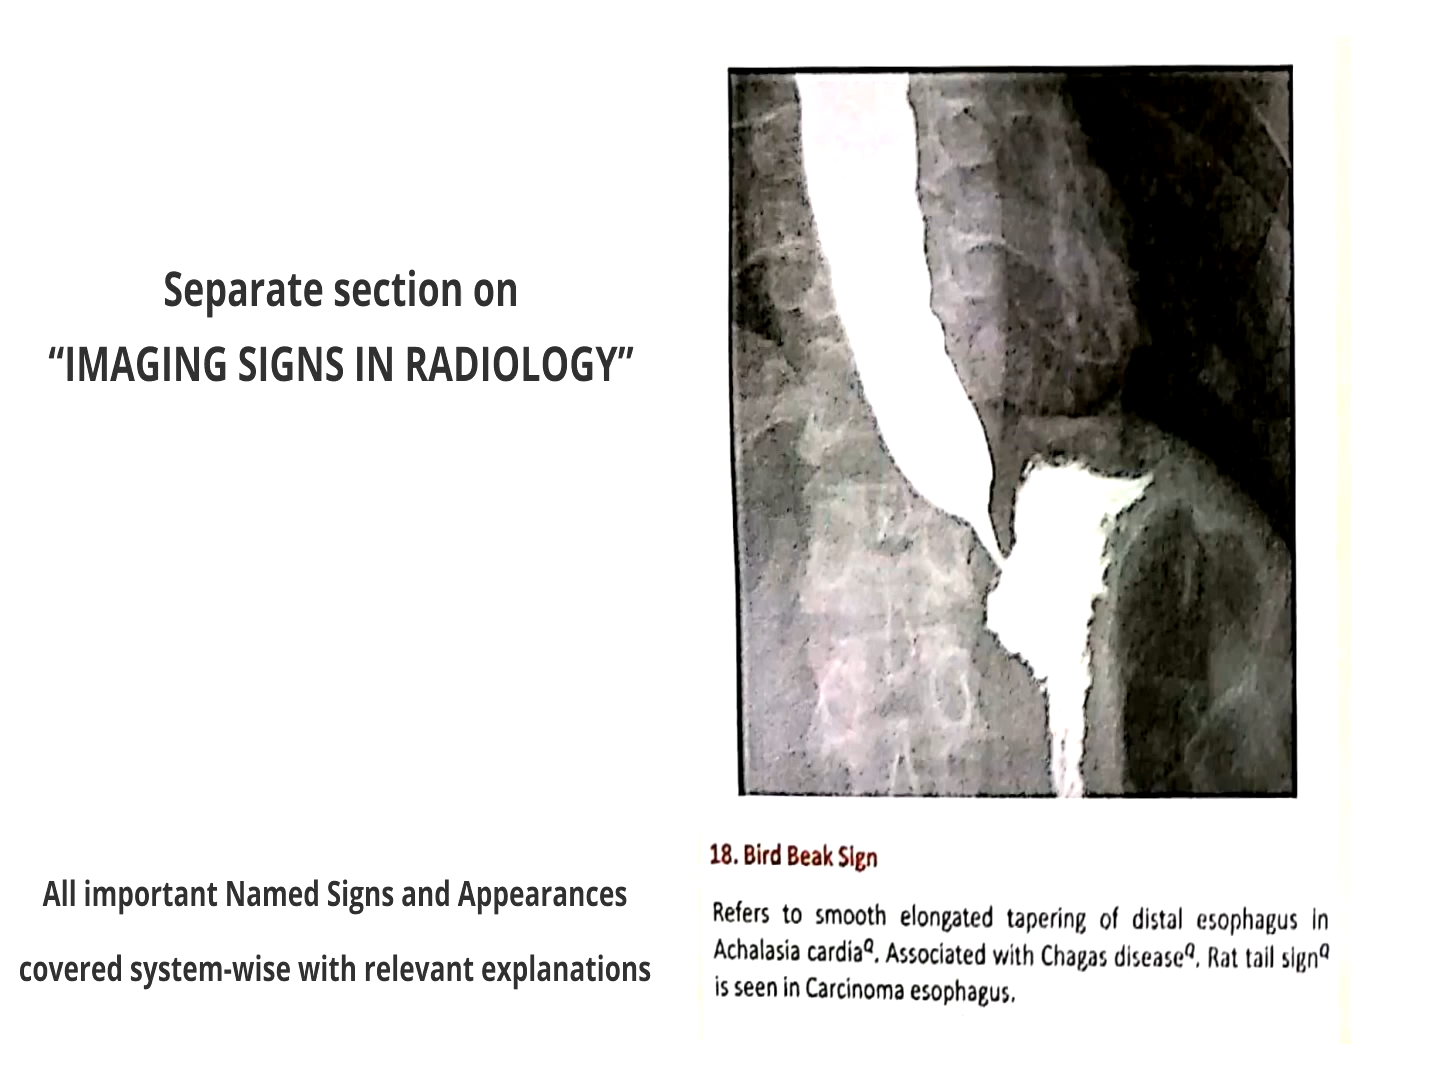 Separate section on
“IMAGING SIGNS IN RADIOLOGY”
All important Named Signs and Appearances
covered system-wise with relevant explanations
18. Bird Beak Sign
Refers to smooth elongated tapering of distal esophagus in
Achalasia cardiaQ. Associated with Chagas diseaseQ. Rat tail signQ
is seen in Carcinoma esophagus.